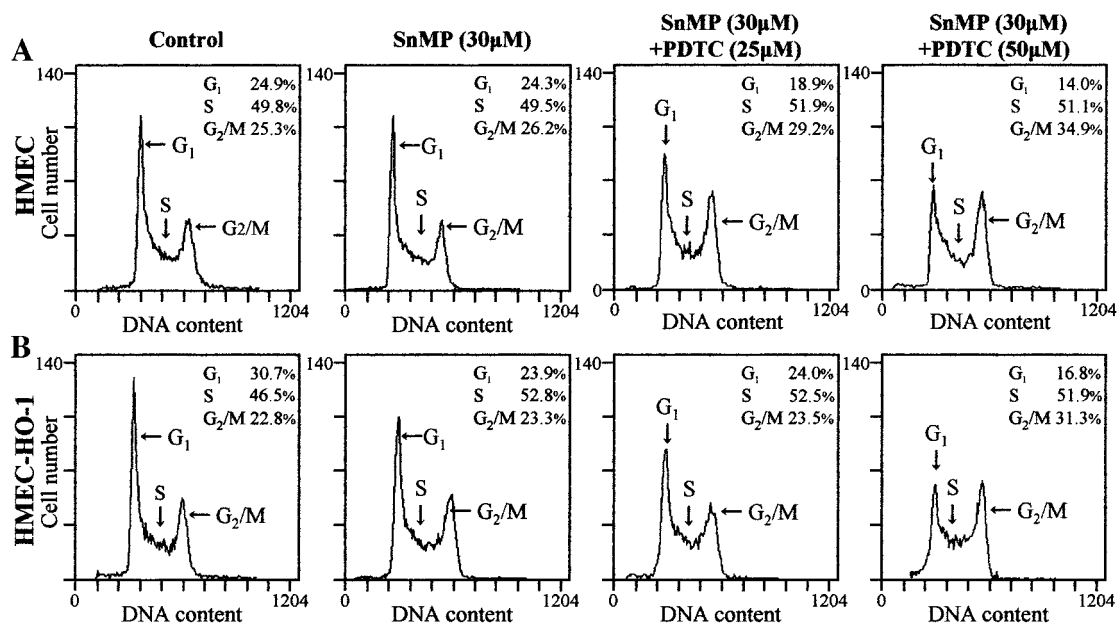 A
Control
SnMP (30μM)
SnMP (30μM)
+PDTC (25μM)
SnMP (30μM)
+PDTC (50μM)
HMEC
Cell number
140
G₁ 24.9%
S 49.8%
G₂/M 25.3%
←G₁
S
↓
←G2/M
0 1204
DNA content
140
G₁ 24.3%
S 49.5%
G₂/M 26.2%
←G₁
S
↓
←G₂/M
0 1204
DNA content
140
G₁ 18.9%
S 51.9%
G₂/M 29.2%
G₁
↓
S
↓
←G₂/M
0
0 1204
DNA content
140
G₁ 14.0%
S 51.1%
G₂/M 34.9%
G₁
↓
S
↓
←G₂/M
0
0 1204
DNA content
B
HMEC-HO-1
Cell number
140
G₁ 30.7%
S 46.5%
G₂/M 22.8%
←G₁
S
↓
←G₂/M
0 1204
DNA content
140
G₁ 23.9%
S 52.8%
G₂/M 23.3%
←G₁
S
↓
←G₂/M
0 1204
DNA content
140
G₁ 24.0%
S 52.5%
G₂/M 23.5%
G₁
↓
S
↓
←G₂/M
0 1204
DNA content
140
G₁ 16.8%
S 51.9%
G₂/M 31.3%
G₁
↓
S
↓
←G₂/M
0 1204
DNA content